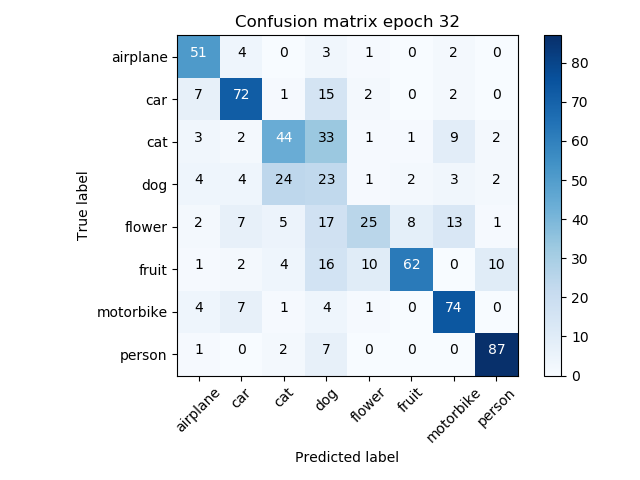 Confusion matrix epoch 32
True label
airplane 51 4 0 3 1 0 2 0
car 7 72 1 15 2 0 2 0
cat 3 2 44 33 1 1 9 2
dog 4 4 24 23 1 2 3 2
flower 2 7 5 17 25 8 13 1
fruit 1 2 4 16 10 62 0 10
motorbike 4 7 1 4 1 0 74 0
person 1 0 2 7 0 0 0 87
airplane car cat dog flower fruit motorbike person
Predicted label
80
70
60
50
40
30
20
10
0